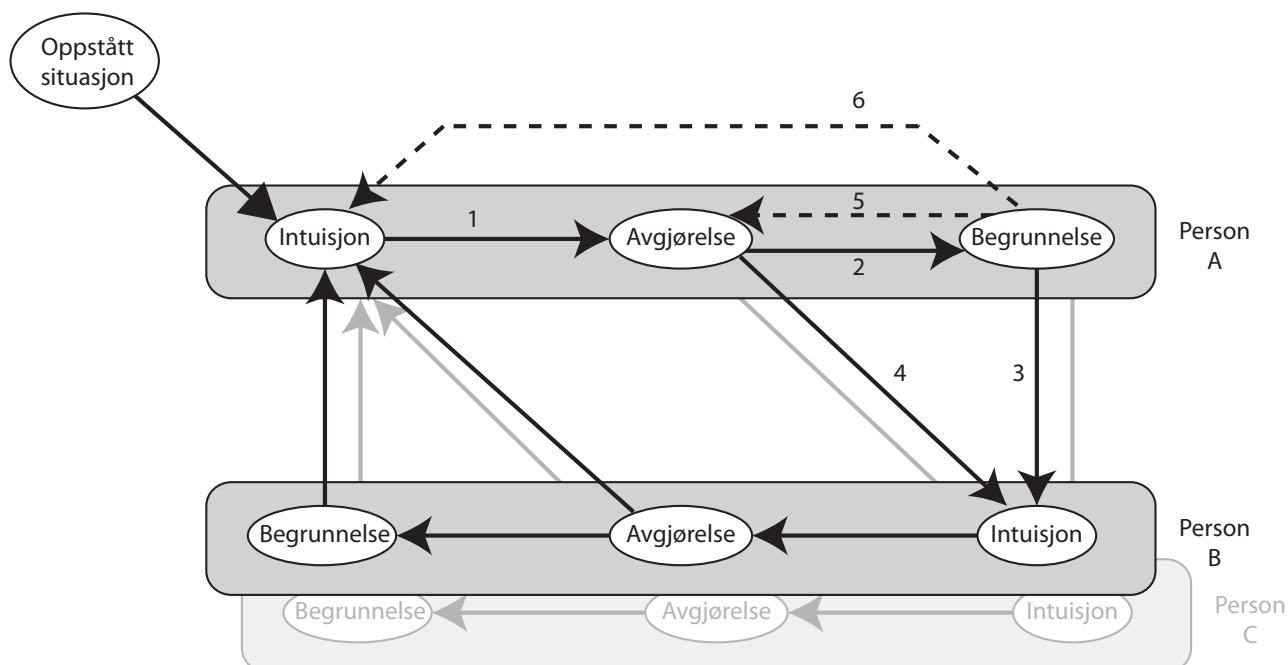 Oppstått
situasjon
6
Intuisjon
1
Avgjørelse
5
2
Begrunnelse
Person
A
4
3
Begrunnelse
Avgjørelse
Intuisjon
Person
B
Begrunnelse
Avgjørelse
Intuisjon
Person
C